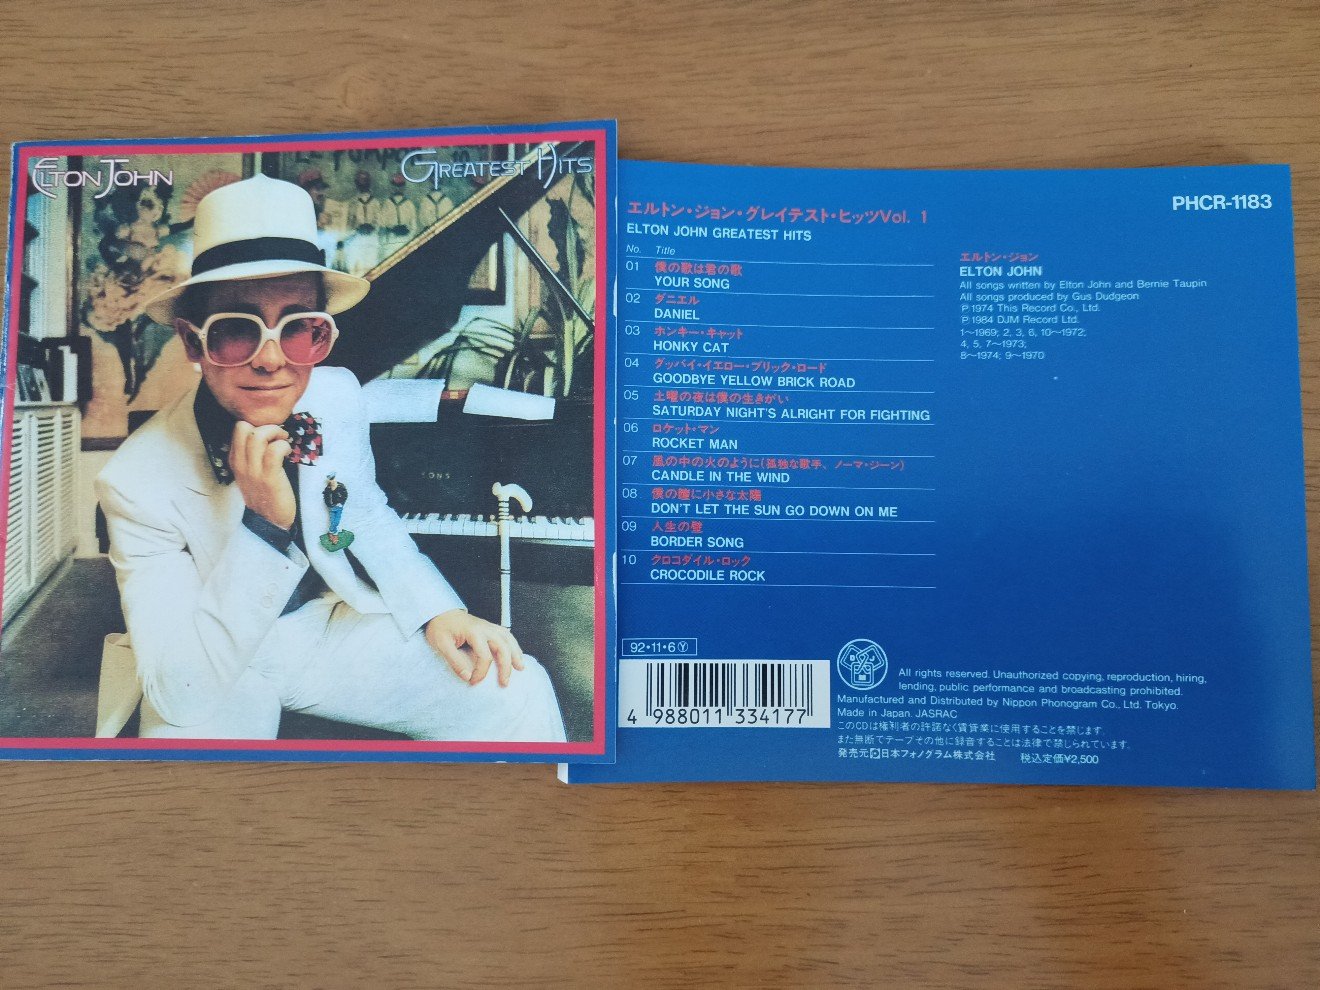 ELTON JOHN
GREATEST HITS
SONS
PHCR-1183
エルトン・ジョン・グレイテスト・ヒッツVol. 1
ELTON JOHN GREATEST HITS
No. Title
01 僕の歌は君の歌
YOUR SONG
02 ダニエル
DANIEL
03 ホンキー・キャット
HONKY CAT
04 グッバイ・イエロー・ブリック・ロード
GOODBYE YELLOW BRICK ROAD
05 土曜の夜は僕の生きがい
SATURDAY NIGHT'S ALRIGHT FOR FIGHTING
06 ロケット・マン
ROCKET MAN
07 風の中の火のように(孤独な歌手、ノーマ・ジーン)
CANDLE IN THE WIND
08 僕の瞳に小さな太陽
DON'T LET THE SUN GO DOWN ON ME
09 人生の壁
BORDER SONG
10 クロコダイル・ロック
CROCODILE ROCK
エルトン・ジョン
ELTON JOHN
All songs written by Elton John and Bernie Taupin
All songs produced by Gus Dudgeon
℗1974 This Record Co., Ltd.
℗1984 DJM Record Ltd.
1〜1969; 2, 3, 6, 10〜1972;
4, 5, 7〜1973;
8〜1974; 9〜1970
92・11・6Ⓨ
4 988011 334177
All rights reserved. Unauthorized copying, reproduction, hiring,
lending, public performance and broadcasting prohibited.
Manufactured and Distributed by Nippon Phonogram Co., Ltd. Tokyo.
Made in Japan. JASRAC
このCDは権利者の許諾なく賃貸業に使用することを禁じます。
また無断でテープその他に録音することは法律で禁じられています。
発売元 日本フォノグラム株式会社 税込定価¥2,500